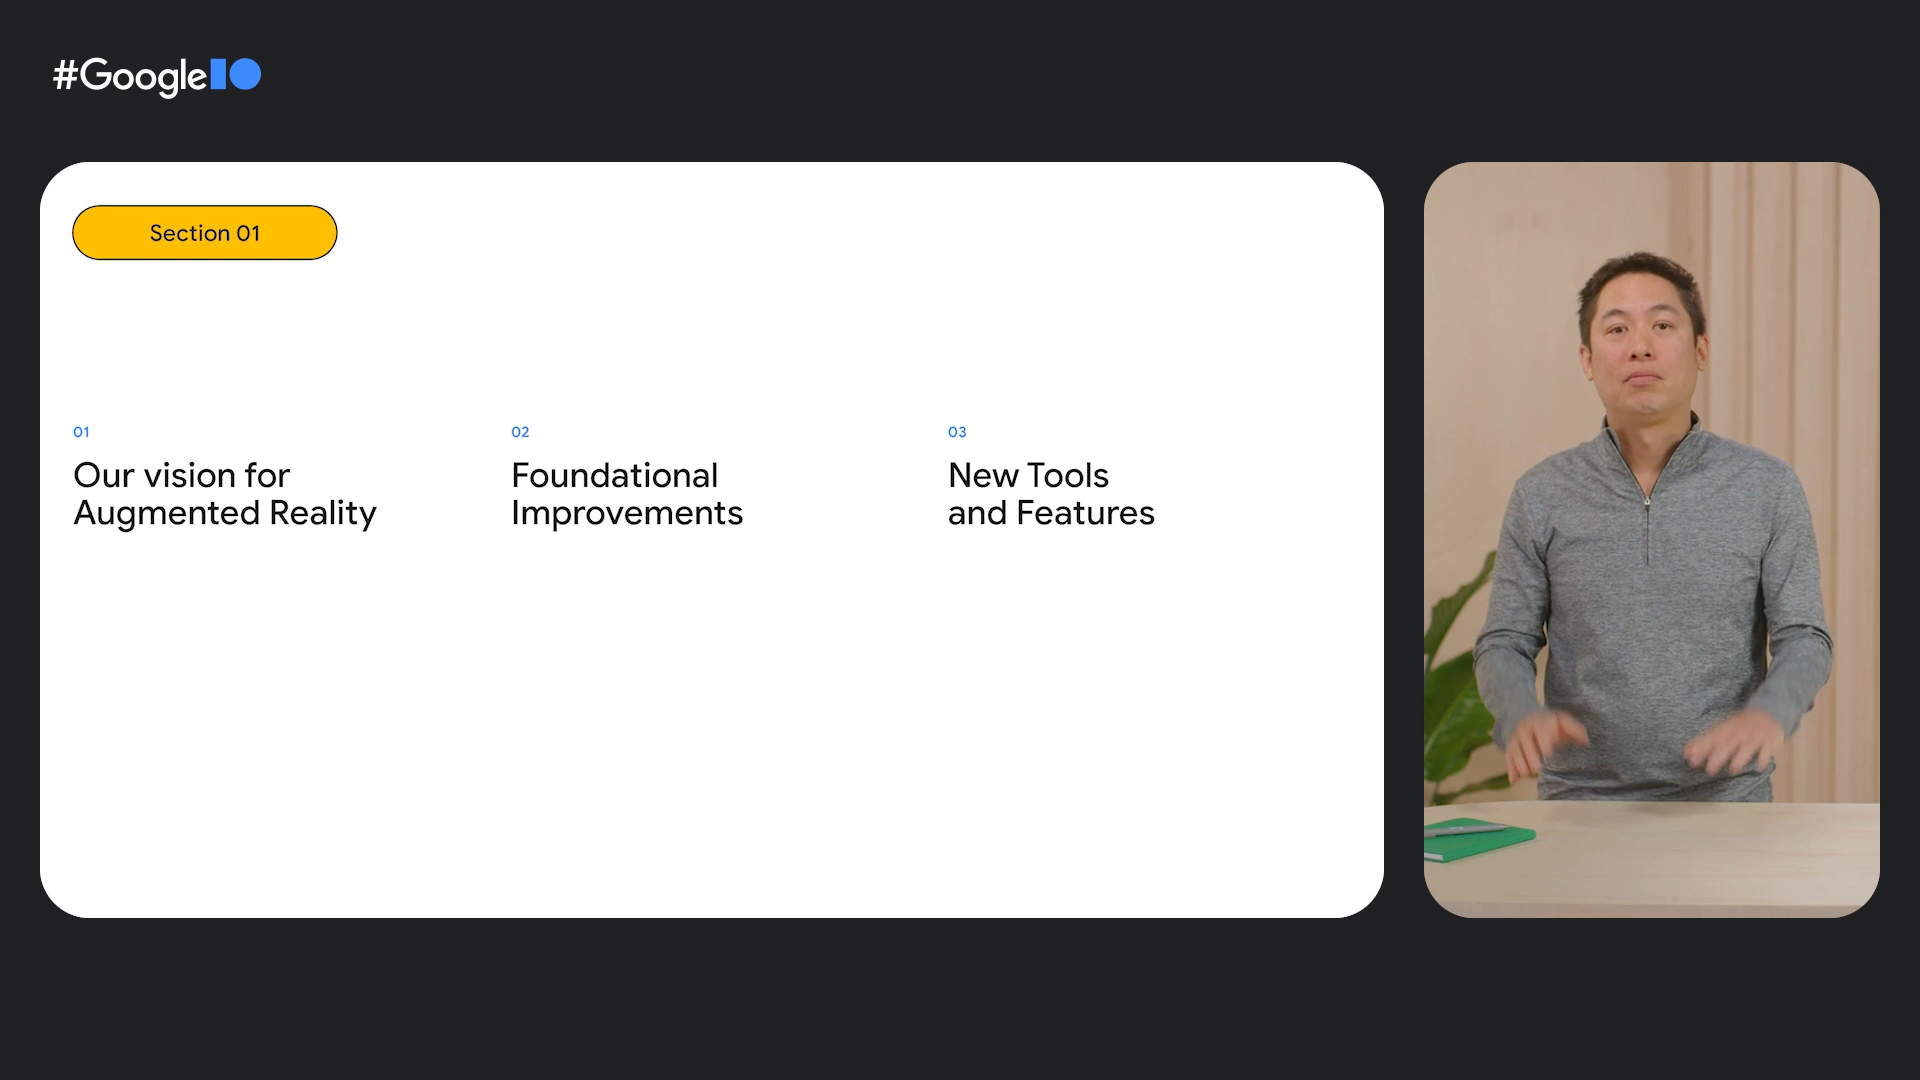 #GoogleIO
Section 01
01
Our vision for
Augmented Reality
02
Foundational
Improvements
03
New Tools
and Features